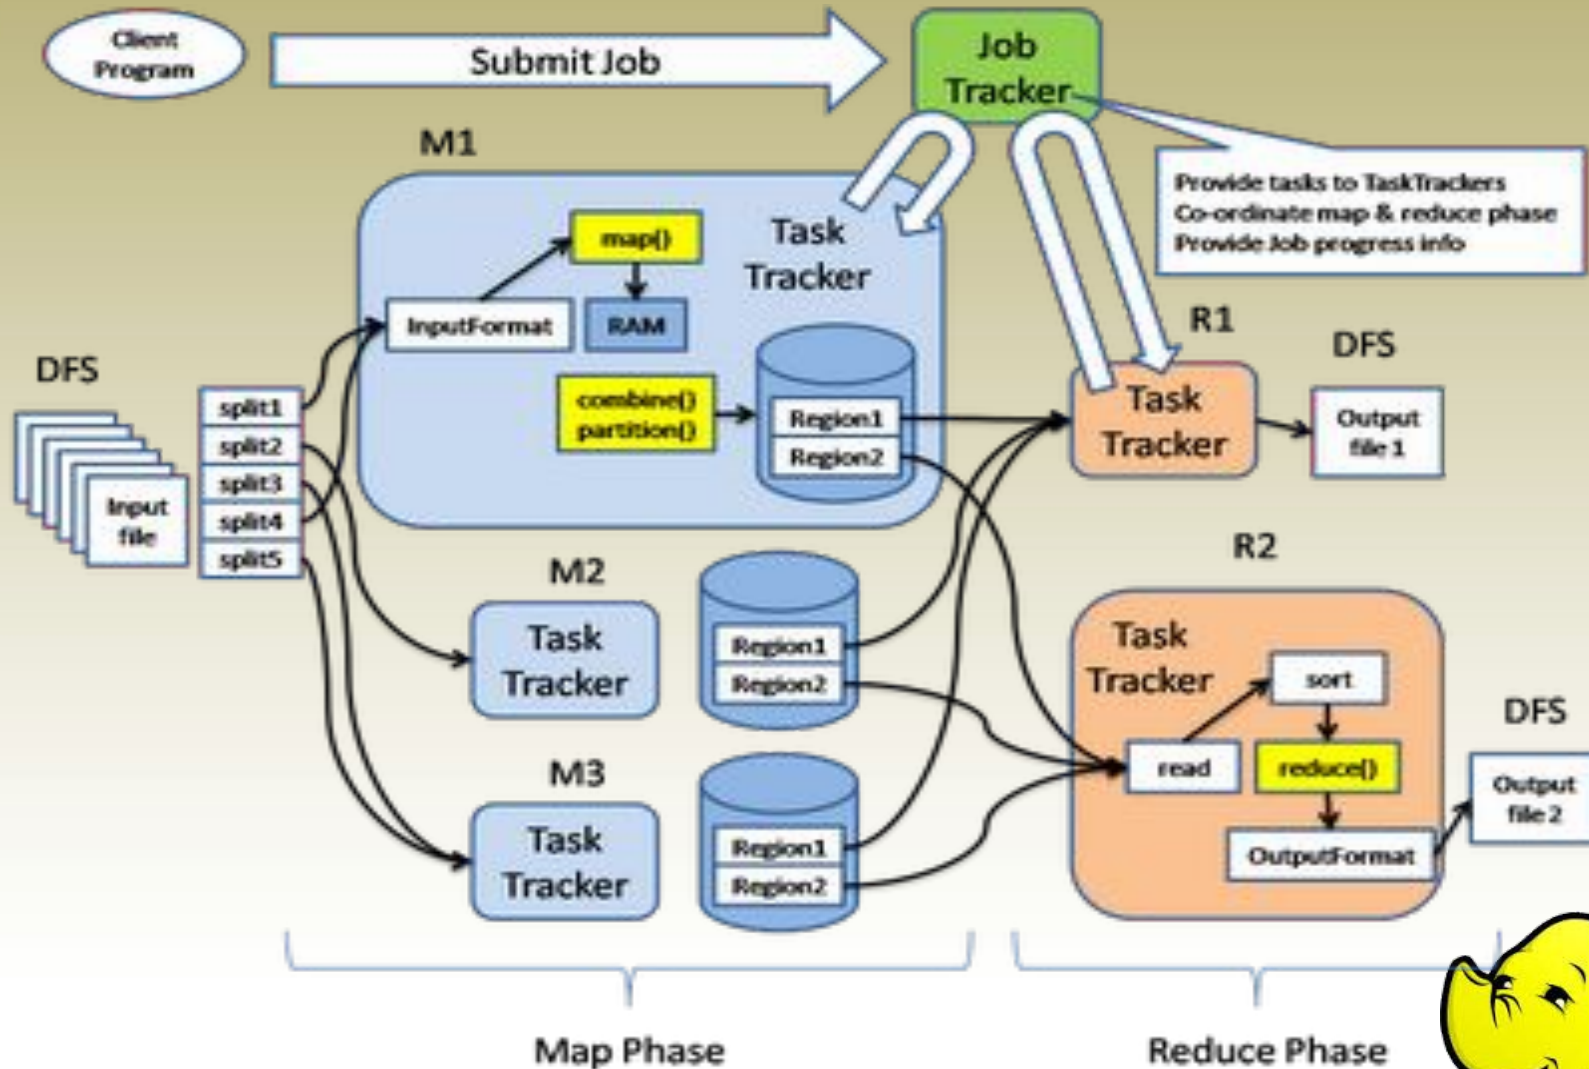 Client
Program
Submit Job
Job
Tracker
Provide tasks to TaskTrackers
Co-ordinate map & reduce phase
Provide Job progress info
M1
map()
Task
Tracker
InputFormat
RAM
combine()
partition()
Region1
Region2
DFS
Input
file
split1
split2
split3
split4
split5
M2
Task
Tracker
Region1
Region2
M3
Task
Tracker
Region1
Region2
R1
Task
Tracker
DFS
Output
file 1
R2
Task
Tracker
sort
read
reduce()
OutputFormat
DFS
Output
file 2
Map Phase
Reduce Phase